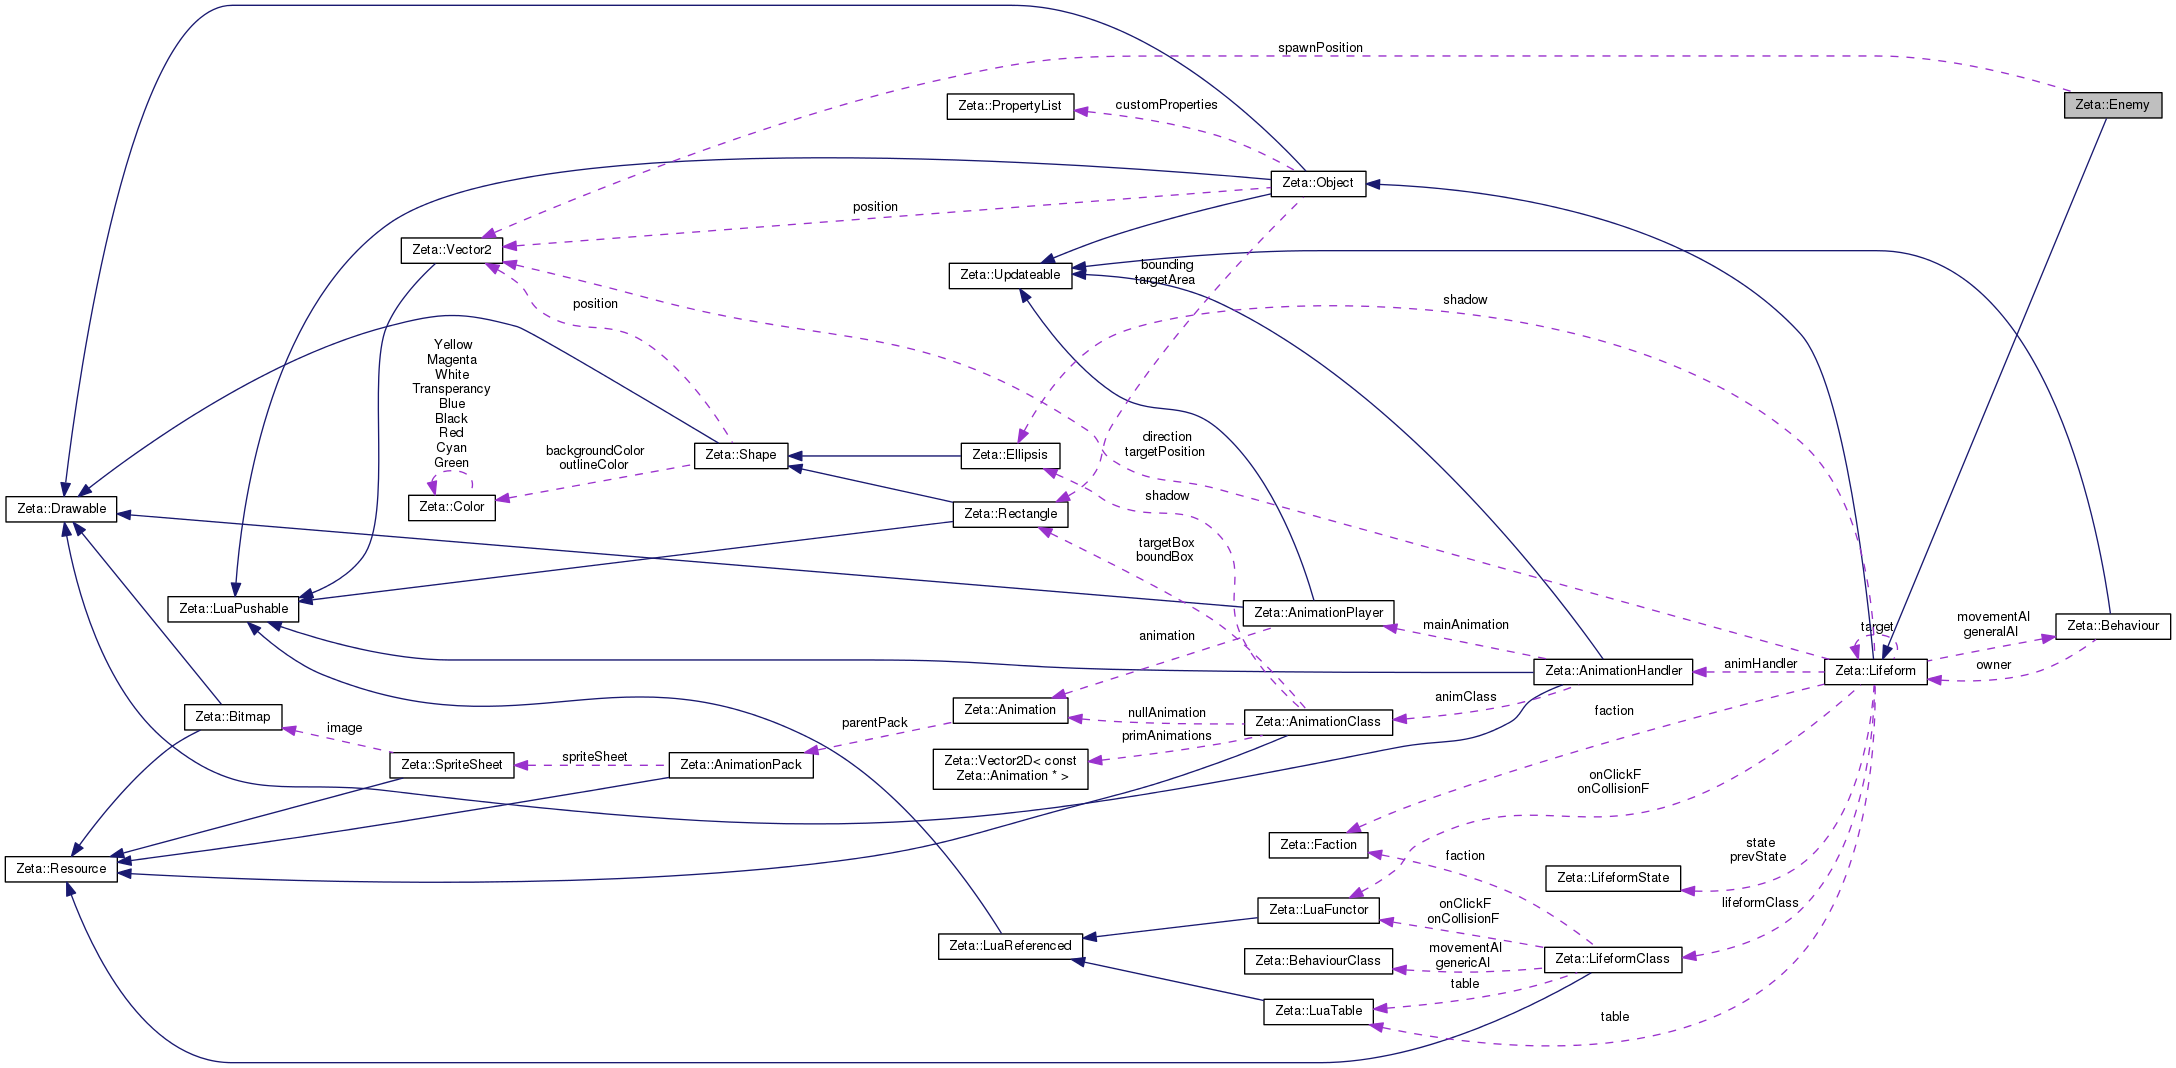 spawnPosition
Zeta::Enemy
Zeta::PropertyList
customProperties
Zeta::Object
position
Zeta::Vector2
Zeta::Updateable
bounding
targetArea
position
shadow
Yellow
Magenta
White
Transperancy
Blue
Black
Red
Cyan
Green
Zeta::Color
backgroundColor
outlineColor
Zeta::Shape
Zeta::Ellipsis
direction
targetPosition
shadow
Zeta::Drawable
Zeta::Rectangle
targetBox
boundBox
Zeta::LuaPushable
Zeta::AnimationPlayer
mainAnimation
animation
target
movementAI
generalAI
Zeta::Behaviour
owner
Zeta::AnimationHandler
animHandler
Zeta::Lifeform
animClass
faction
Zeta::Bitmap
image
Zeta::SpriteSheet
spriteSheet
Zeta::AnimationPack
parentPack
Zeta::Animation
nullAnimation
primAnimations
Zeta::AnimationClass
Zeta::Vector2D< const
Zeta::Animation * >
onClickF
onCollisionF
Zeta::Faction
faction
state
prevState
Zeta::Resource
Zeta::LifeformState
lifeformClass
Zeta::LuaFunctor
onClickF
onCollisionF
Zeta::LuaReferenced
Zeta::BehaviourClass
movementAI
genericAI
Zeta::LifeformClass
table
Zeta::LuaTable
table